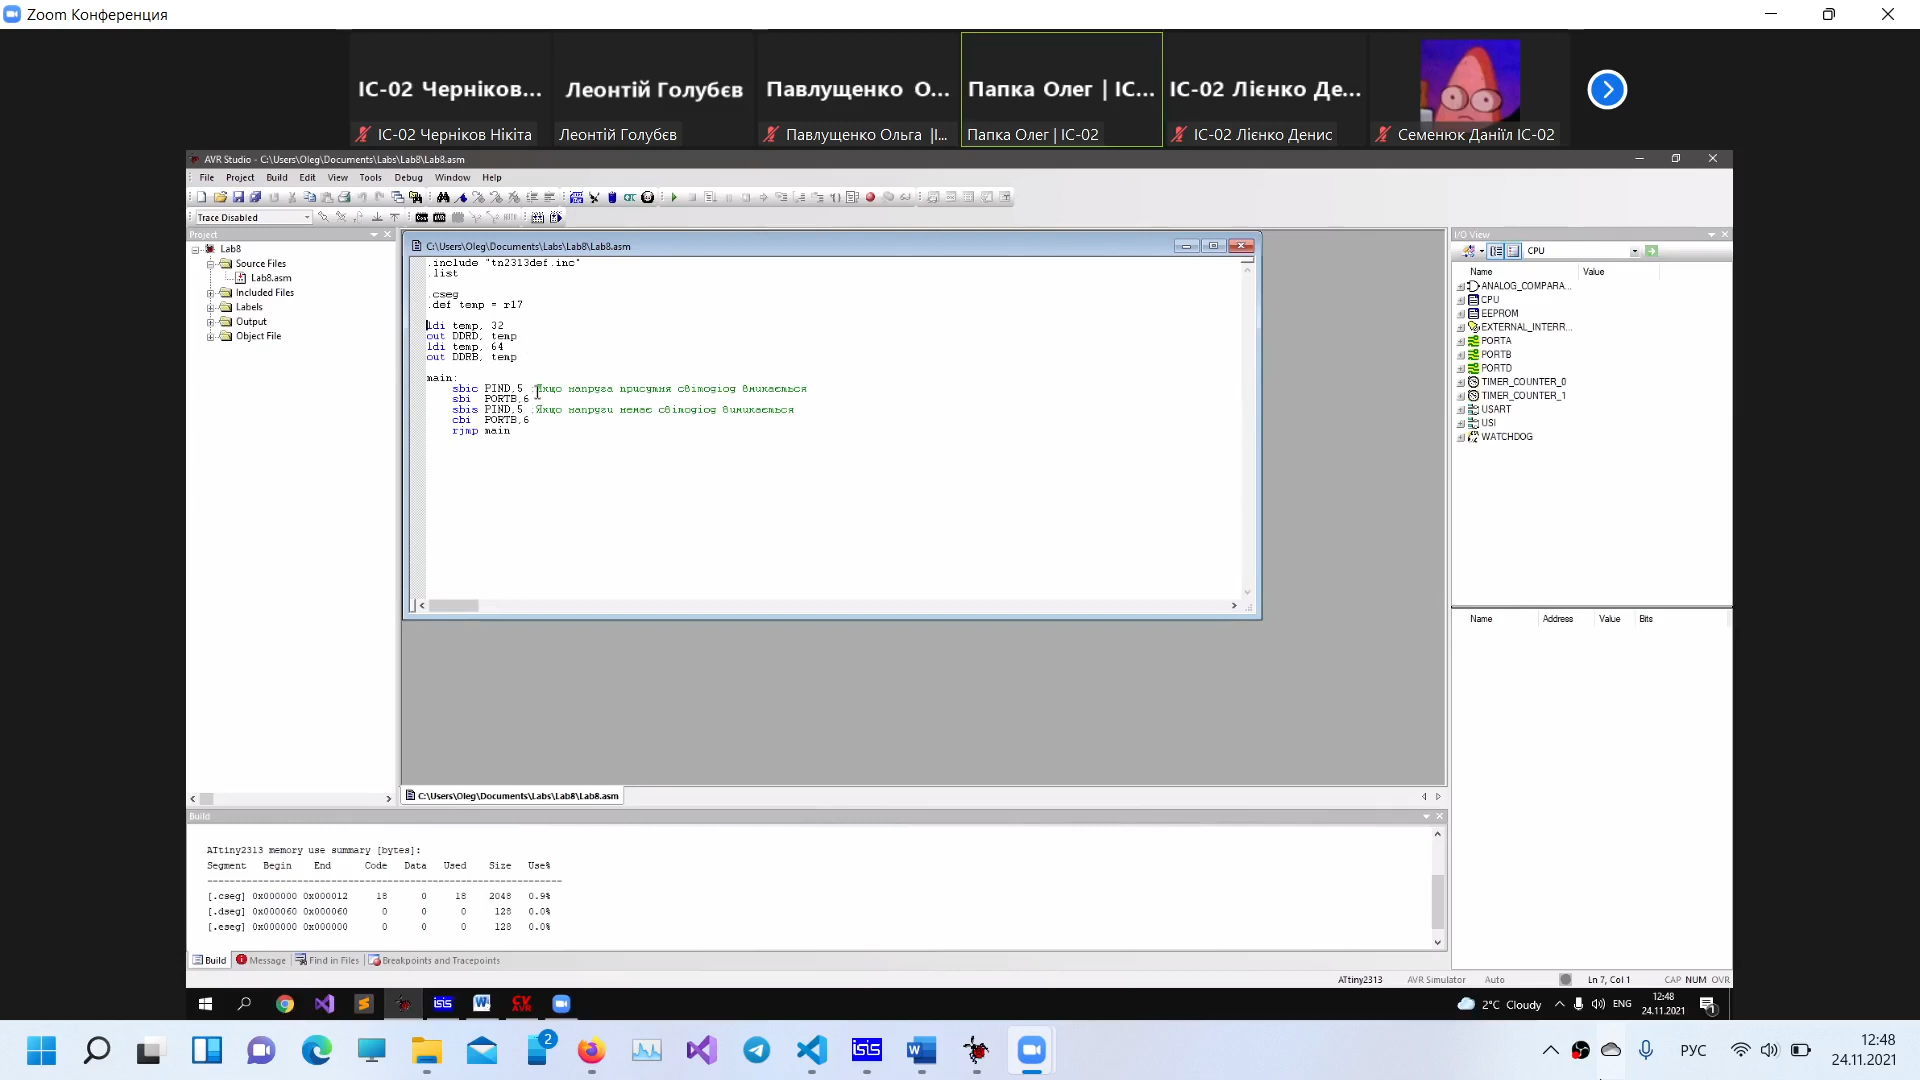 Zoom Конференция
ІС-02 Черніков...
Леонтій Голубєв
Павлущенко О...
Папка Олег | ІС...
ІС-02 Лієнко Де...
ІС-02 Черніков Нікіта
Леонтій Голубєв
Павлущенко Ольга |І...
Папка Олег | ІС-02
ІС-02 Лієнко Денис
Семенюк Даніїл ІС-02
AVR Studio - C:\Users\Oleg\Documents\Labs\Lab8\Lab8.asm
File Project Build Edit View Tools Debug Window Help
Trace Disabled
Project
Lab8
Source Files
Lab8.asm
Included Files
Labels
Output
Object File
C:\Users\Oleg\Documents\Labs\Lab8\Lab8.asm
.include "tn2313def.inc"
.list
.cseg
.def temp = r17
ldi temp, 32
out DDRD, temp
ldi temp, 64
out DDRB, temp
main:
sbic PIND,5 ;Якщо напруга присутня світодіод вмикається
sbi PORTB,6
sbis PIND,5 ;Якщо напруги немає світодіод вимикається
cbi PORTB,6
rjmp main
C:\Users\Oleg\Documents\Labs\Lab8\Lab8.asm
I/O View
CPU
Name Value
ANALOG_COMPARA...
CPU
EEPROM
EXTERNAL_INTERR...
PORTA
PORTB
PORTD
TIMER_COUNTER_0
TIMER_COUNTER_1
USART
USI
WATCHDOG
Name Address Value Bits
Build
ATtiny2313 memory use summary [bytes]:
Segment Begin End Code Data Used Size Use%
---------------------------------------------------------------
[.cseg] 0x000000 0x000012 18 0 18 2048 0.9%
[.dseg] 0x000060 0x000060 0 0 0 128 0.0%
[.eseg] 0x000000 0x000000 0 0 0 128 0.0%
Build Message Find in Files Breakpoints and Tracepoints
ATtiny2313 AVR Simulator Auto Ln 7, Col 1 CAP NUM OVR
isis CV AVR 2°C Cloudy ENG 12:48
24.11.2021 1
2 isis РУС 12:48
24.11.2021